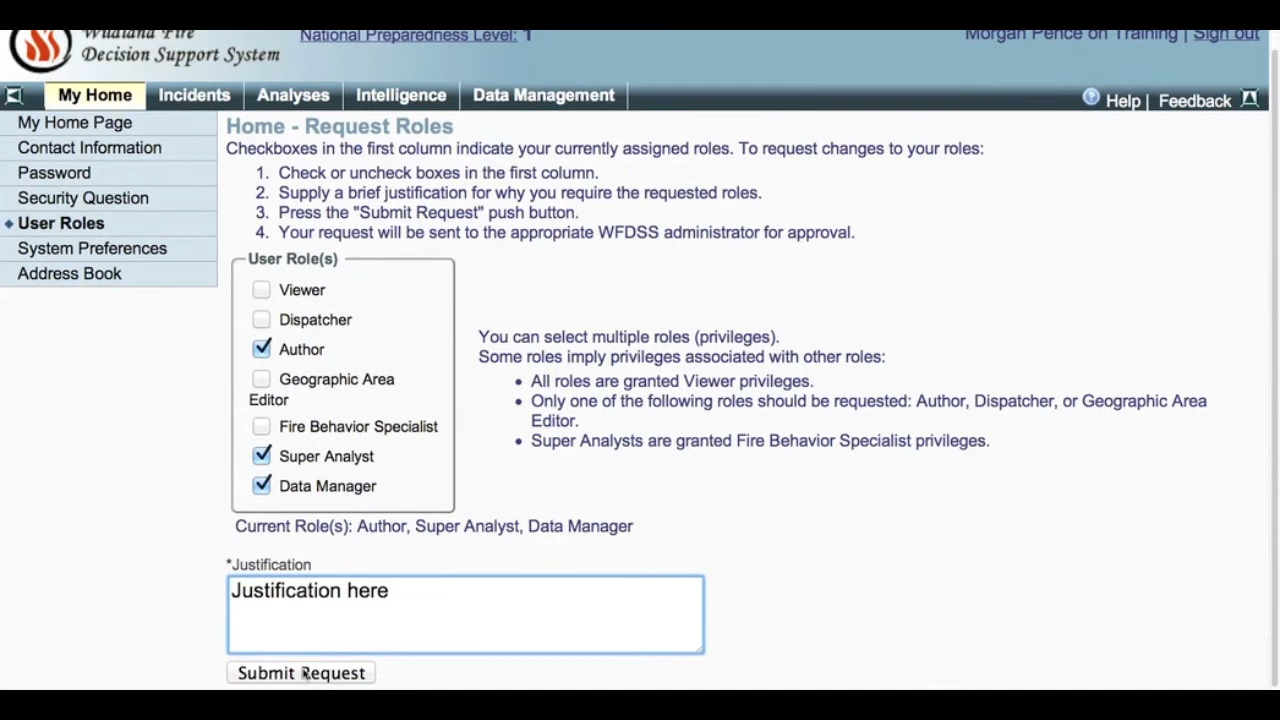 Wildland Fire
Decision Support System
National Preparedness Level: 1
Morgan Pence on Training | Sign out
My Home
Incidents
Analyses
Intelligence
Data Management
Help |
Feedback
My Home Page
Contact Information
Password
Security Question
User Roles
System Preferences
Address Book
Home - Request Roles
Checkboxes in the first column indicate your currently assigned roles. To request changes to your roles:
1. Check or uncheck boxes in the first column.
2. Supply a brief justification for why you require the requested roles.
3. Press the "Submit Request" push button.
4. Your request will be sent to the appropriate WFDSS administrator for approval.
User Role(s)
Viewer
Dispatcher
Author
Geographic Area
Editor
Fire Behavior Specialist
Super Analyst
Data Manager
You can select multiple roles (privileges).
Some roles imply privileges associated with other roles:
• All roles are granted Viewer privileges.
• Only one of the following roles should be requested: Author, Dispatcher, or Geographic Area
Editor.
• Super Analysts are granted Fire Behavior Specialist privileges.
Current Role(s): Author, Super Analyst, Data Manager
*Justification
Justification here
Submit Request